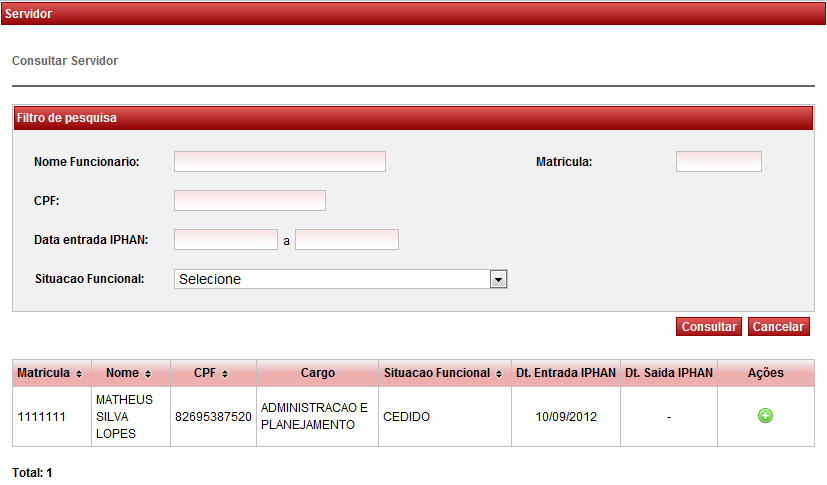 Servidor
Consultar Servidor
Filtro de pesquisa
Nome Funcionario:
Matricula:
CPF:
Data entrada IPHAN:
a
Situacao Funcional:
Selecione
Consultar
Cancelar
Matricula
Nome
CPF
Cargo
Situacao Funcional
Dt. Entrada IPHAN
Dt. Saida IPHAN
Ações
1111111
MATHEUS
SILVA
LOPES
82695387520
ADMINISTRACAO E
PLANEJAMENTO
CEDIDO
10/09/2012
-
Total: 1